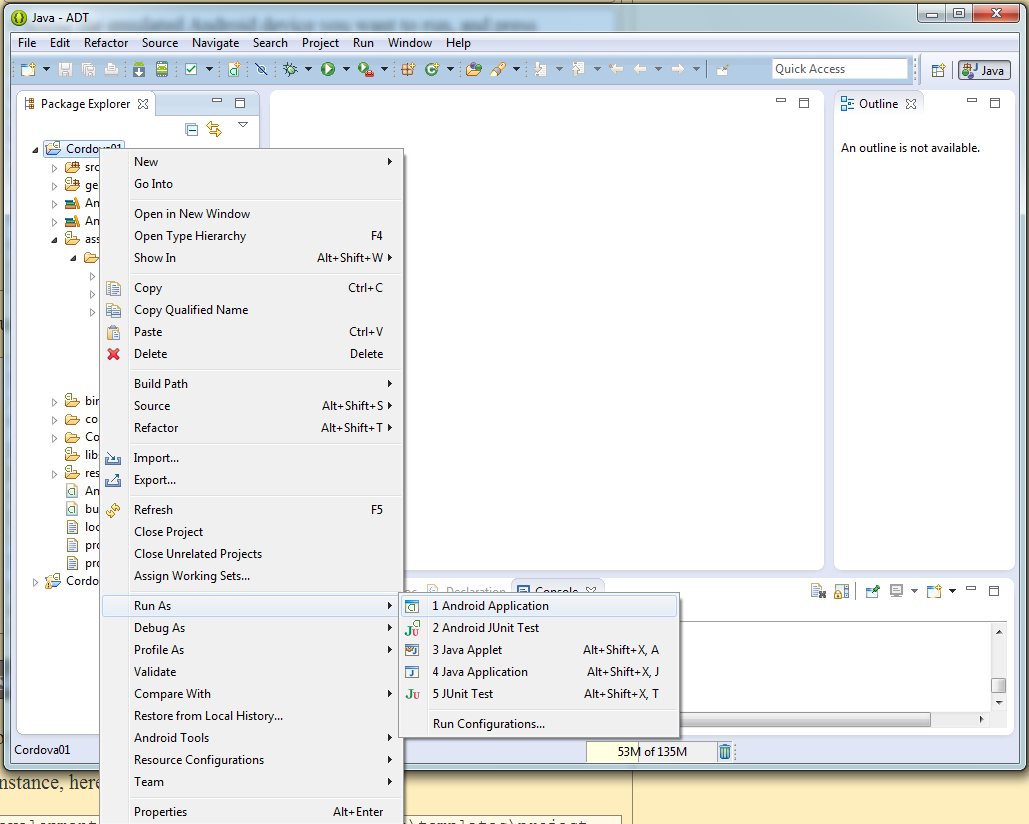 Java - ADT
File Edit Refactor Source Navigate Search Project Run Window Help
Quick Access
Java
Package Explorer
Outline
An outline is not available.
Cordova01
src
ge
An
An
ass
bin
co
Co
libs
res
An
bu
loc
pro
pro
Cordo
New
Go Into
Open in New Window
Open Type Hierarchy F4
Show In Alt+Shift+W
Copy Ctrl+C
Copy Qualified Name
Paste Ctrl+V
Delete Delete
Build Path
Source Alt+Shift+S
Refactor Alt+Shift+T
Import...
Export...
Refresh F5
Close Project
Close Unrelated Projects
Assign Working Sets...
Run As
Debug As
Profile As
Validate
Compare With
Restore from Local History...
Android Tools
Resource Configurations
Team
Properties Alt+Enter
Declaration Console
1 Android Application
2 Android JUnit Test
3 Java Applet Alt+Shift+X, A
4 Java Application Alt+Shift+X, J
5 JUnit Test Alt+Shift+X, T
Run Configurations...
Cordova01
53M of 135M
nstance, here
\templates\project